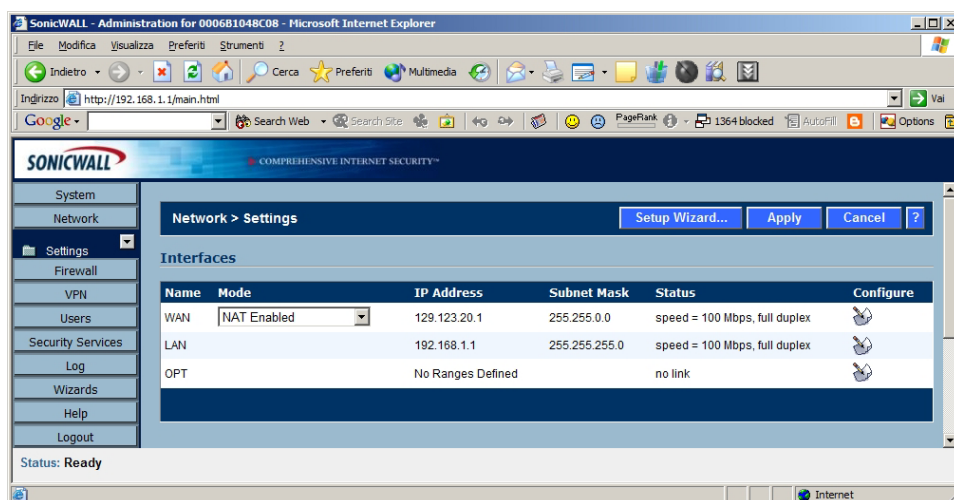 SonicWALL - Administration for 0006B1048C08 - Microsoft Internet Explorer
File Modifica Visualizza Preferiti Strumenti ?
Indietro Cerca Preferiti Multimedia
Indirizzo http://192.168.1.1/main.html Vai
Google Search Web Search Site PageRank 1364 blocked AutoFill Options
SONICWALL COMPREHENSIVE INTERNET SECURITY™
System
Network
Settings
Firewall
VPN
Users
Security Services
Log
Wizards
Help
Logout
Network > Settings Setup Wizard... Apply Cancel ?
Interfaces
Name Mode IP Address Subnet Mask Status Configure
WAN NAT Enabled 129.123.20.1 255.255.0.0 speed = 100 Mbps, full duplex
LAN 192.168.1.1 255.255.255.0 speed = 100 Mbps, full duplex
OPT No Ranges Defined no link
Status: Ready
Internet